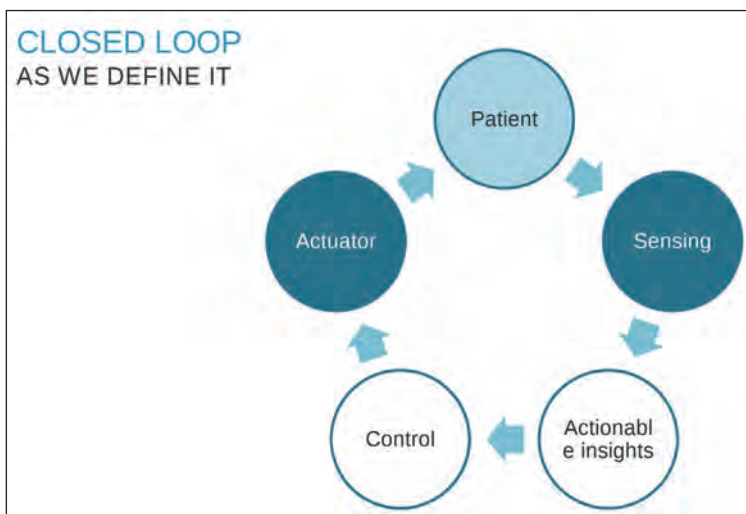 CLOSED LOOP
AS WE DEFINE IT
Patient
Sensing
Actionabl
e insights
Control
Actuator